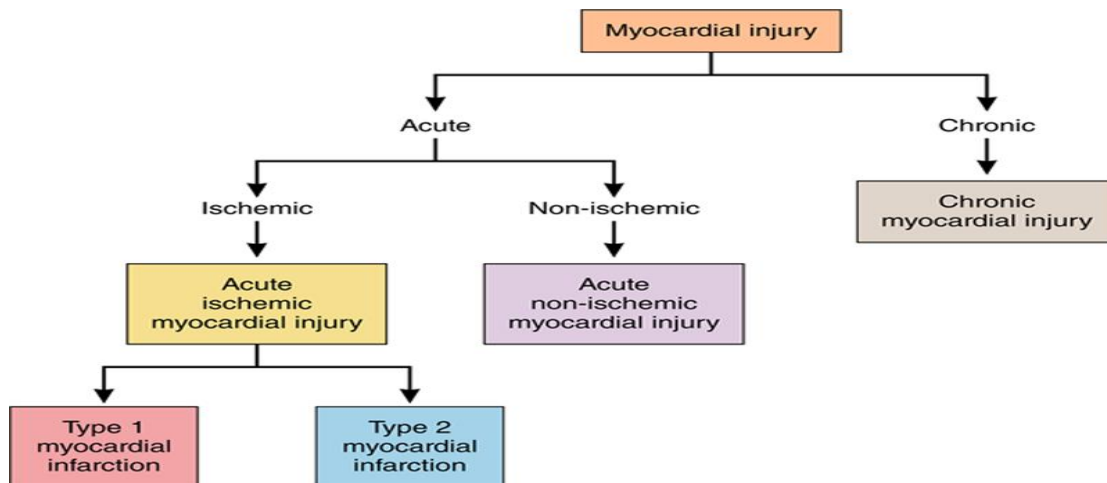 Myocardial injury
Acute
Chronic
Ischemic
Non-ischemic
Chronic
myocardial injury
Acute
ischemic
myocardial injury
Acute
non-ischemic
myocardial injury
Type 1
myocardial
infarction
Type 2
myocardial
infarction